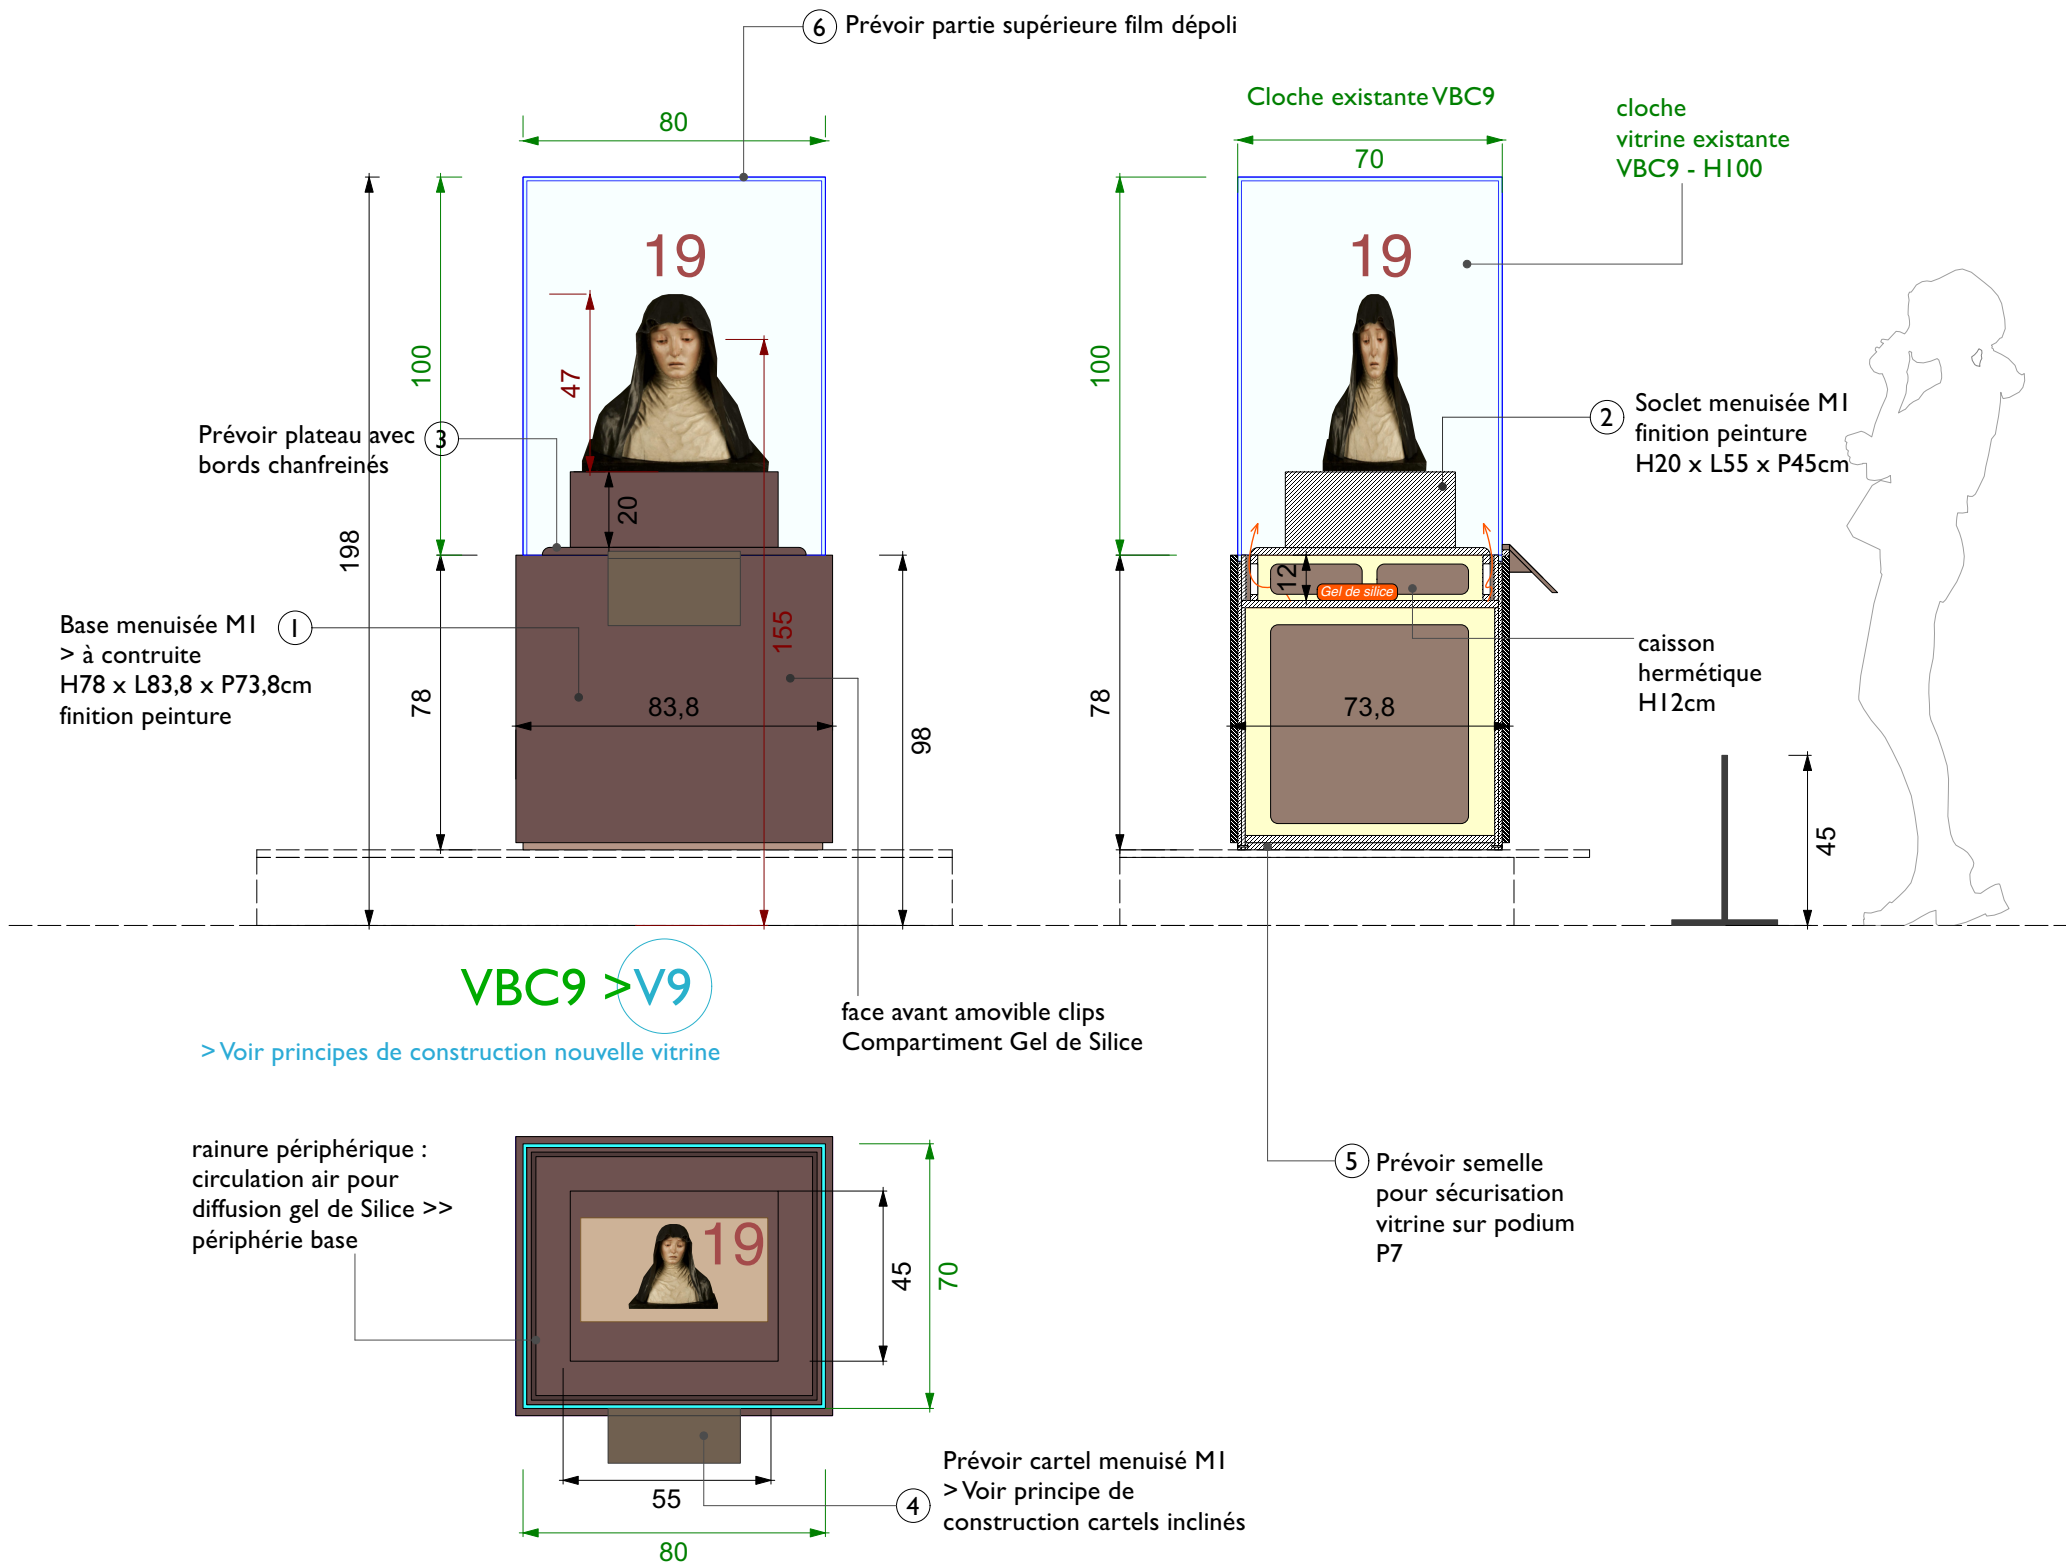 6 Prévoir partie supérieure film dépoli
Cloche existante VBC9
cloche
vitrine existante
VBC9 - H100
80
70
19
19
100
47
198
100
Prévoir plateau avec 3
bords chanfreinés
2 Soclet menuisée M1
finition peinture
H20 x L55 x P45cm
20
12
Gel de silice
Base menuisée M1 1
> à contruite
H78 x L83,8 x P73,8cm
finition peinture
155
78
83,8
98
78
73,8
caisson
hermétique
H12cm
45
VBC9 > V9
> Voir principes de construction nouvelle vitrine
face avant amovible clips
Compartiment Gel de Silice
rainure périphérique :
circulation air pour
diffusion gel de Silice >>
périphérie base
19
45
70
5 Prévoir semelle
pour sécurisation
vitrine sur podium
P7
55
80
4 Prévoir cartel menuisé M1
> Voir principe de
construction cartels inclinés